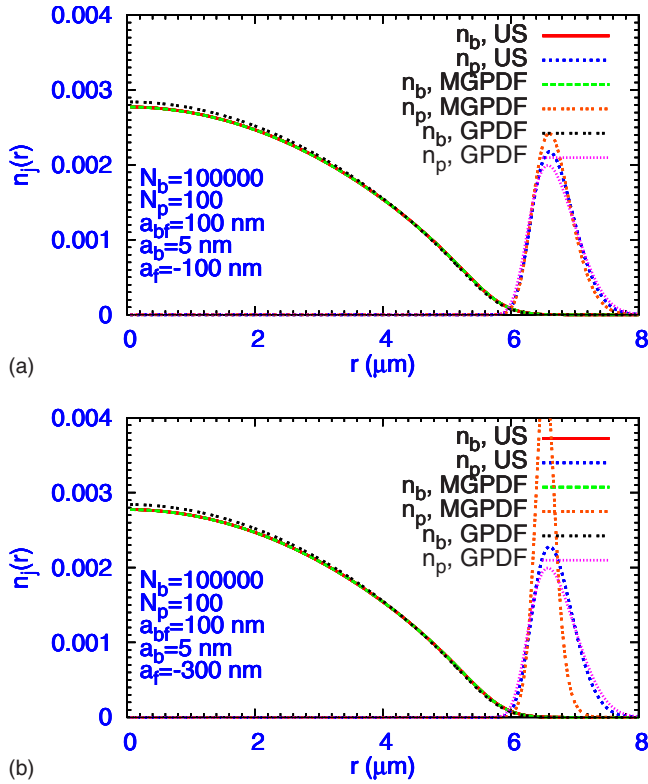 0.004
0.003
0.002
0.001
0
n_j(r)
n_b, US
n_p, US
n_b, MGPDF
n_p, MGPDF
n_b, GPDF
n_p, GPDF
N_b=100000
N_p=100
a_bf=100 nm
a_b=5 nm
a_f=-100 nm
0 2 4 6 8
r (μm)
(a)
0.004
0.003
0.002
0.001
0
n_j(r)
n_b, US
n_p, US
n_b, MGPDF
n_p, MGPDF
n_b, GPDF
n_p, GPDF
N_b=100000
N_p=100
a_bf=100 nm
a_b=5 nm
a_f=-300 nm
0 2 4 6 8
r (μm)
(b)